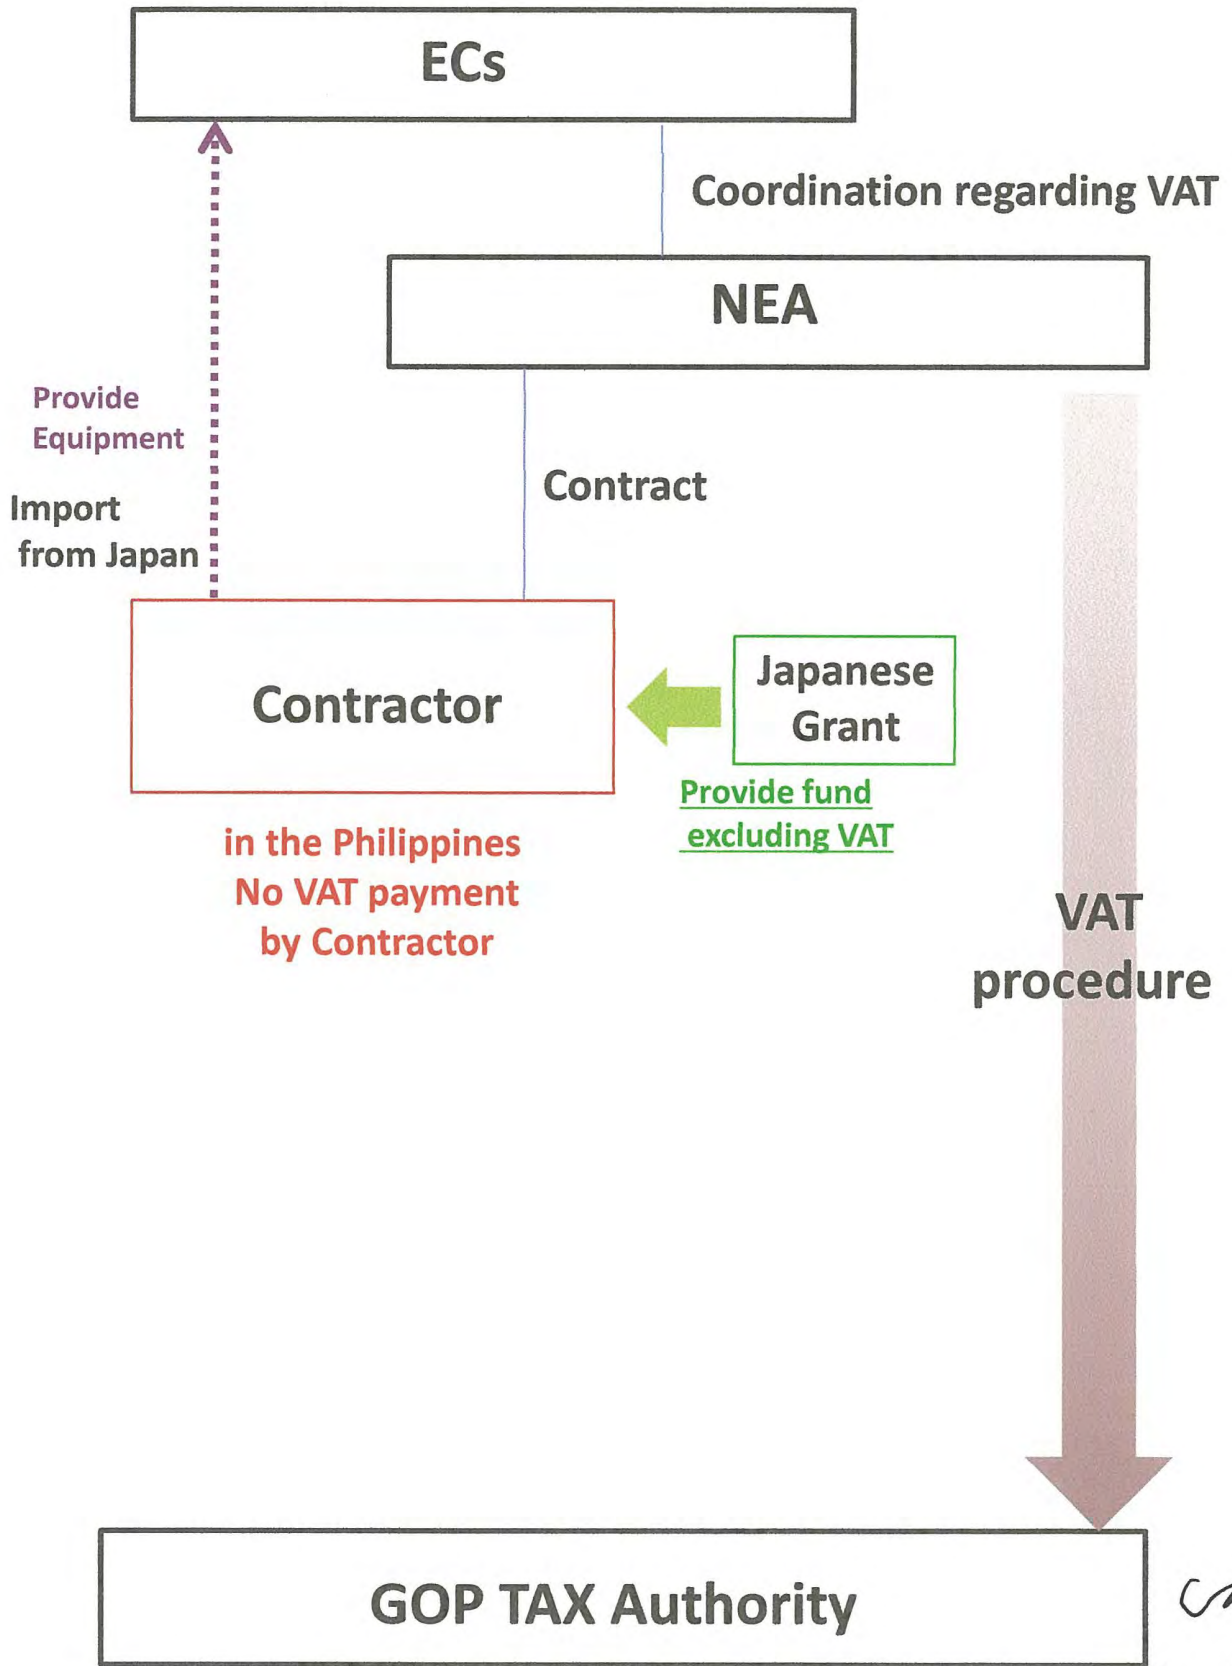 ECs
Coordination regarding VAT
NEA
Provide
Equipment
Import
from Japan
Contract
Contractor
Japanese
Grant
Provide fund
excluding VAT
in the Philippines
No VAT payment
by Contractor
VAT
procedure
GOP TAX Authority